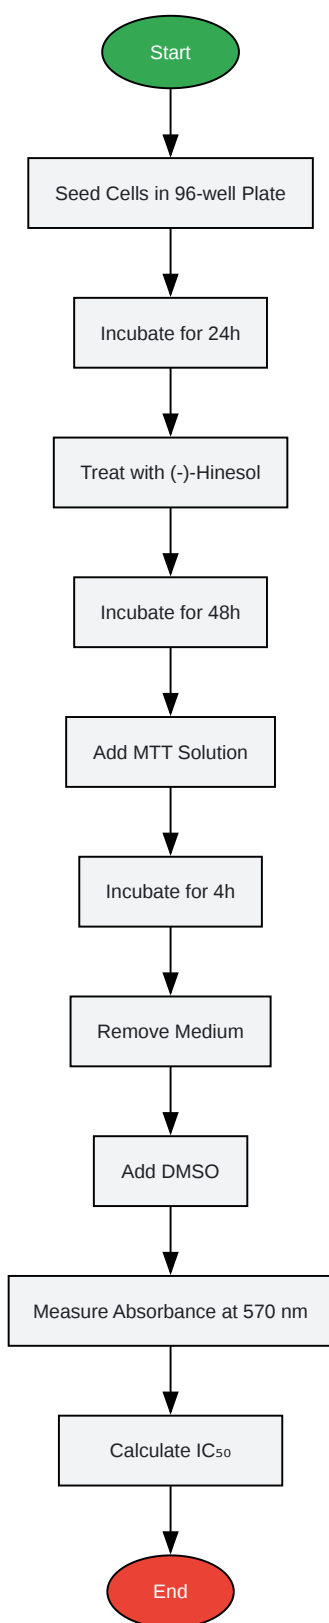 Start
Seed Cells in 96-well Plate
Incubate for 24h
Treat with (-)-Hinesol
Incubate for 48h
Add MTT Solution
Incubate for 4h
Remove Medium
Add DMSO
Measure Absorbance at 570 nm
Calculate IC₅₀
End